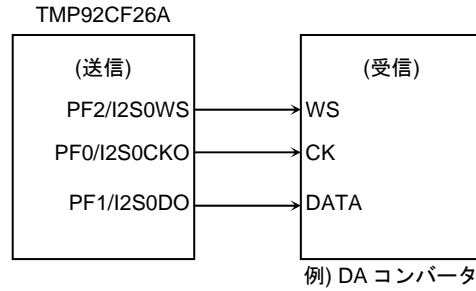 TMP92CF26A
(送信)
(受信)
PF2/I2S0WS
WS
PF0/I2S0CKO
CK
PF1/I2S0DO
DATA
例) DA コンバータ